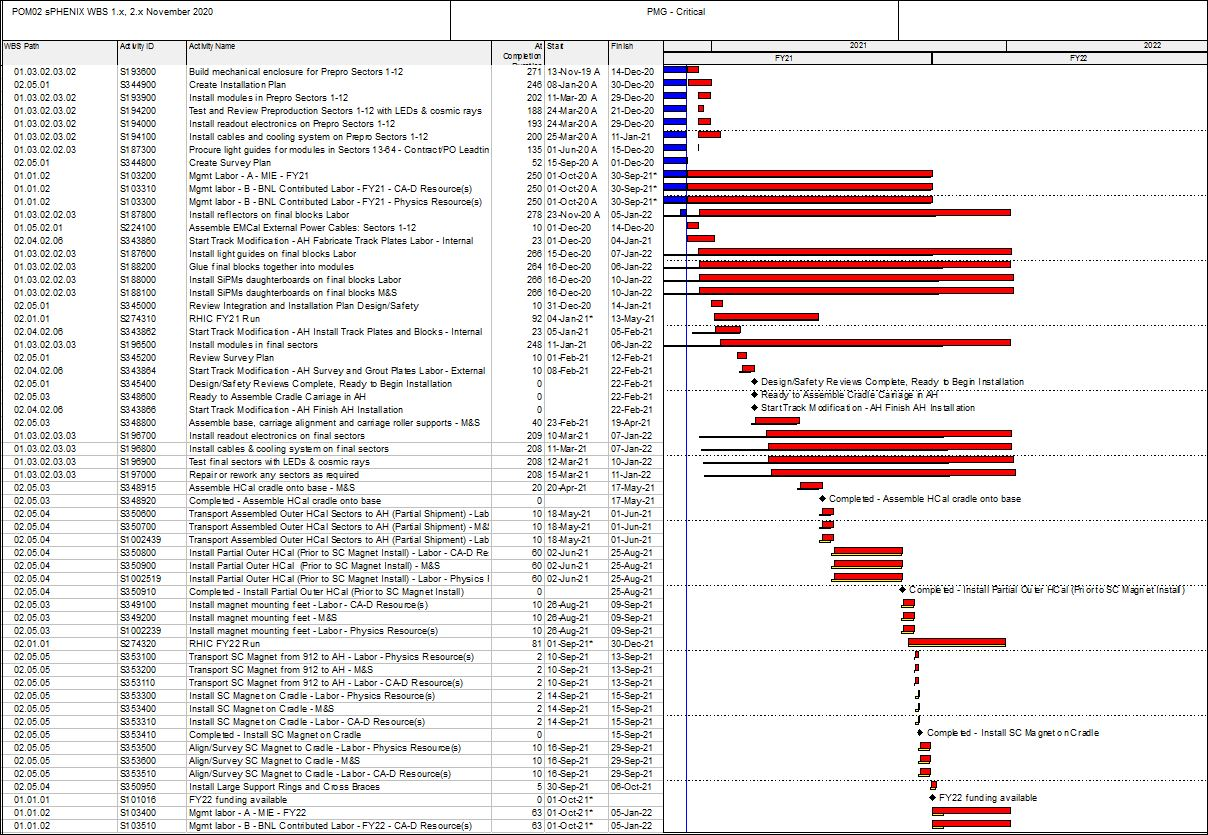 POM02 sPHENIX WBS 1.x, 2.x November 2020 PMG - Critical
WBS Path Activity ID Activity Name At Completion Start Finish 2021 2022
FY21 FY22
01.03.02.02.03.02 S193600 Build mechanical enclosure for Prepro Sectors 1-12 271 13-Nov-19 A 14-Dec-20
02.05.01 S344900 Create Installation Plan 246 08-Jan-20 A 30-Dec-20
01.03.02.03.02 S193900 Install modules in Prepro Sectors 1-12 202 11-Mar-20 A 29-Dec-20
01.03.02.03.02 S194200 Test and Review Preproduction Sectors 1-12 with LEDs & cosmic rays 188 24-Mar-20 A 21-Dec-20
01.03.02.03.02 S194000 Install readout electronics on Prepro Sectors 1-12 193 24-Mar-20 A 29-Dec-20
01.03.02.03.02 S194100 Install cables and cooling system on Prepro Sectors 1-12 200 25-Mar-20 A 11-Jan-21
01.03.02.02.03 S187300 Procure light guides for modules in Sectors 13-64 - Contract/PO Leadtin 135 01-Jun-20 A 15-Dec-20
02.05.01 S344800 Create Survey Plan 52 15-Sep-20 A 01-Dec-20
01.01.02 S103200 Mgmt Labor - A - MIE - FY21 250 01-Oct-20 A 30-Sep-21*
01.01.02 S103310 Mgmt labor - B - BNL Contributed Labor - FY21 - CA-D Resource(s) 250 01-Oct-20 A 30-Sep-21*
01.01.02 S103300 Mgmt labor - B - BNL Contributed Labor - FY21 - Physics Resource(s) 250 01-Oct-20 A 30-Sep-21*
01.03.02.02.03 S187800 Install reflectors on final blocks Labor 278 23-Nov-20 A 05-Jan-22
01.05.02.01 S224100 Assemble EMCal External Power Cables: Sectors 1-12 10 01-Dec-20 14-Dec-20
02.04.02.06 S343860 Start Track Modification - AH Fabricate Track Plates Labor - Internal 23 01-Dec-20 04-Jan-21
01.03.02.02.03 S187600 Install light guides on final blocks Labor 266 15-Dec-20 07-Jan-22
01.03.02.02.03 S188200 Glue final blocks together into modules 264 16-Dec-20 06-Jan-22
01.03.02.02.03 S188000 Install SiPMs daughterboards on final blocks Labor 266 16-Dec-20 10-Jan-22
01.03.02.02.03 S188100 Install SiPMs daughterboards on final blocks M&S 266 16-Dec-20 10-Jan-22
02.05.01 S345000 Review Integration and Installation Plan Design/Safety 10 31-Dec-20 14-Jan-21
02.01.01 S274310 RHIC FY21 Run 92 04-Jan-21* 13-May-21
02.04.02.06 S343862 Start Track Modification - AH Install Track Plates and Blocks - Internal 23 05-Jan-21 05-Feb-21
01.03.02.03.03 S196500 Install modules in final sectors 248 11-Jan-21 06-Jan-22
02.05.01 S345200 Review Survey Plan 10 01-Feb-21 12-Feb-21
02.04.02.06 S343864 Start Track Modification - AH Survey and Grout Plates Labor - External 10 08-Feb-21 22-Feb-21
02.05.01 S345400 Design/Safety Reviews Complete, Ready to Begin Installation 0 22-Feb-21 Design/Safety Reviews Complete, Ready to Begin Installation
02.05.03 S348600 Ready to Assemble Cradle Carriage in AH 0 22-Feb-21 Ready to Assemble Cradle Carriage in AH
02.04.02.06 S343866 Start Track Modification - AH Finish AH Installation 0 22-Feb-21 Start Track Modification - AH Finish AH Installation
02.05.03 S348800 Assemble base, carriage alignment and carriage roller supports - M&S 40 23-Feb-21 19-Apr-21
01.03.02.03.03 S196700 Install readout electronics on final sectors 209 10-Mar-21 07-Jan-22
01.03.02.03.03 S196800 Install cables & cooling system on final sectors 208 11-Mar-21 07-Jan-22
01.03.02.03.03 S196900 Test final sectors with LEDs & cosmic rays 208 12-Mar-21 10-Jan-22
01.03.02.03.03 S197000 Repair or rework any sectors as required 208 15-Mar-21 11-Jan-22
02.05.03 S348915 Assemble HCal cradle onto base - M&S 20 20-Apr-21 17-May-21
02.05.03 S348920 Completed - Assemble HCal cradle onto base 0 17-May-21 Completed - Assemble HCal cradle onto base
02.05.04 S350600 Transport Assembled Outer HCal Sectors to AH (Partial Shipment) - Lab 10 18-May-21 01-Jun-21
02.05.04 S350700 Transport Assembled Outer HCal Sectors to AH (Partial Shipment) - M&S 10 18-May-21 01-Jun-21
02.05.04 S1002439 Transport Assembled Outer HCal Sectors to AH (Partial Shipment) - Lab 10 18-May-21 01-Jun-21
02.05.04 S350800 Install Partial Outer HCal (Prior to SC Magnet Install) - Labor - CA-D Re 60 02-Jun-21 25-Aug-21
02.05.04 S350900 Install Partial Outer HCal (Prior to SC Magnet Install) - M&S 60 02-Jun-21 25-Aug-21
02.05.04 S1002519 Install Partial Outer HCal (Prior to SC Magnet Install) - Labor - Physics F 60 02-Jun-21 25-Aug-21
02.05.04 S350910 Completed - Install Partial Outer HCal (Prior to SC Magnet Install) 0 25-Aug-21 Completed - Install Partial Outer HCal (Prior to SC Magnet Install)
02.05.03 S349100 Install magnet mounting feet - Labor - CA-D Resource(s) 10 26-Aug-21 09-Sep-21
02.05.03 S349200 Install magnet mounting feet - M&S 10 26-Aug-21 09-Sep-21
02.05.03 S1002239 Install magnet mounting feet - Labor - Physics Resource(s) 10 26-Aug-21 09-Sep-21
02.01.01 S274320 RHIC FY22 Run 81 01-Sep-21* 30-Dec-21
02.05.05 S353100 Transport SC Magnet from 912 to AH - Labor - Physics Resource(s) 2 10-Sep-21 13-Sep-21
02.05.05 S353200 Transport SC Magnet from 912 to AH - M&S 2 10-Sep-21 13-Sep-21
02.05.05 S353110 Transport SC Magnet from 912 to AH - Labor - CA-D Resource(s) 2 10-Sep-21 13-Sep-21
02.05.05 S353300 Install SC Magnet on Cradle - Labor - Physics Resource(s) 2 14-Sep-21 15-Sep-21
02.05.05 S353400 Install SC Magnet on Cradle - M&S 2 14-Sep-21 15-Sep-21
02.05.05 S353310 Install SC Magnet on Cradle - Labor - CA-D Resource(s) 2 14-Sep-21 15-Sep-21
02.05.05 S353410 Completed - Install SC Magnet on Cradle 0 15-Sep-21 Completed - Install SC Magnet on Cradle
02.05.05 S353500 Align/Survey SC Magnet to Cradle - Labor - Physics Resource(s) 10 16-Sep-21 29-Sep-21
02.05.05 S353600 Align/Survey SC Magnet to Cradle - M&S 10 16-Sep-21 29-Sep-21
02.05.05 S353510 Align/Survey SC Magnet to Cradle - Labor - CA-D Resource(s) 10 16-Sep-21 29-Sep-21
02.05.04 S350950 Install Large Support Rings and Cross Braces 5 30-Sep-21 06-Oct-21
01.01.01 S101016 FY22 funding available 0 01-Oct-21* FY22 funding available
01.01.02 S103400 Mgmt labor - A - MIE - FY22 63 01-Oct-21* 05-Jan-22
01.01.02 S103510 Mgmt labor - B - BNL Contributed Labor - FY22 - CA-D Resource(s) 63 01-Oct-21* 05-Jan-22